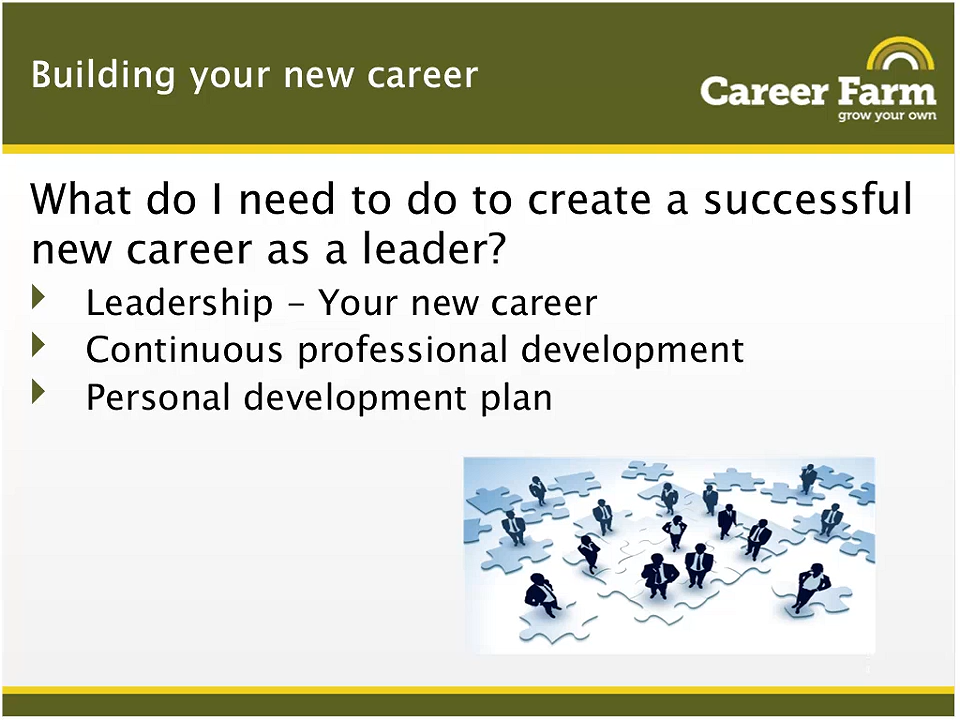 Building your new career
Career Farm
grow your own
What do I need to do to create a successful
new career as a leader?
Leadership - Your new career
Continuous professional development
Personal development plan